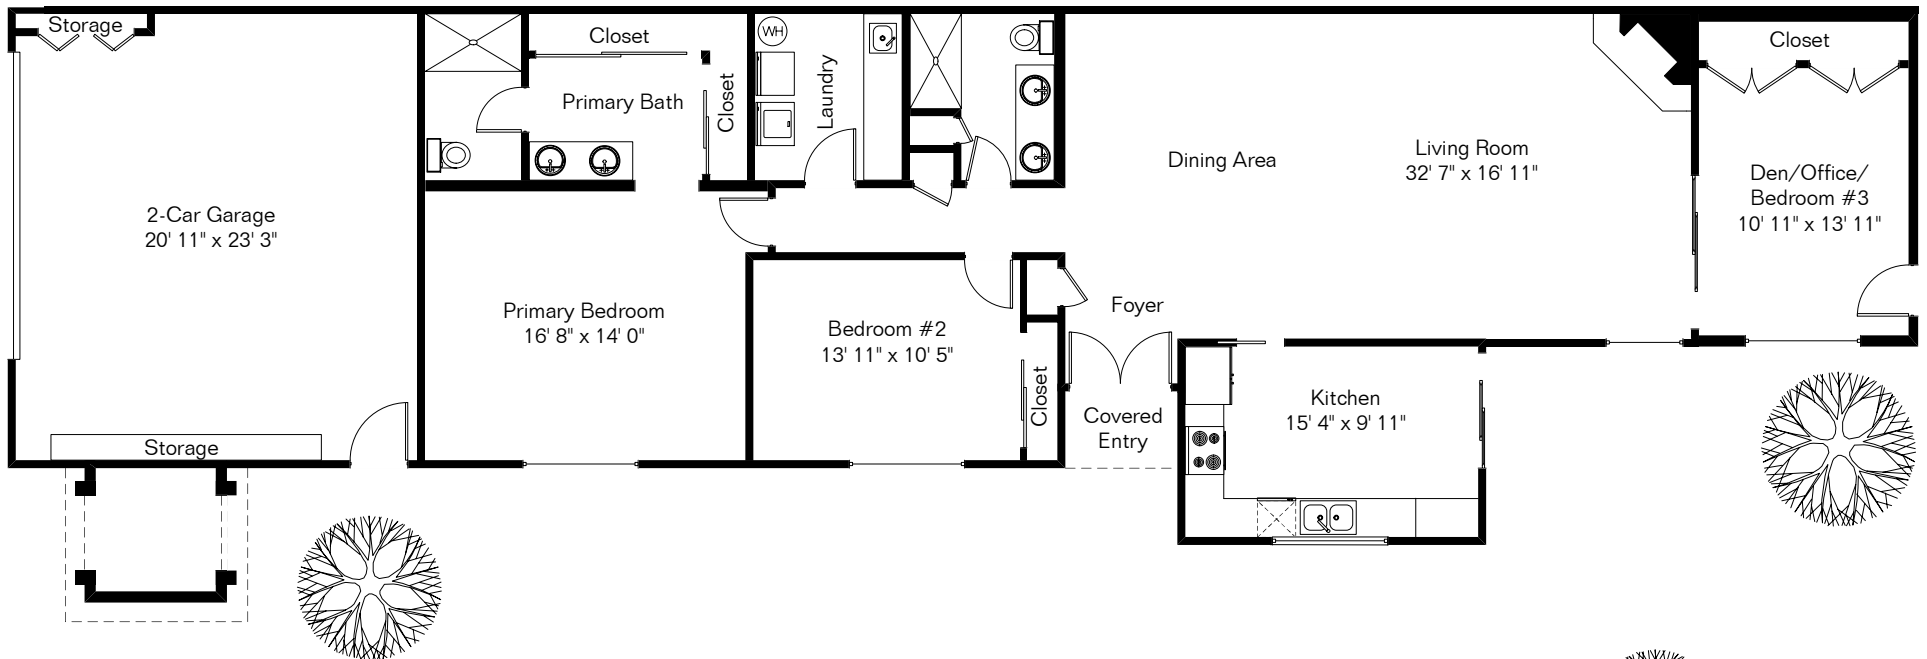 Storage
Closet
WH
Closet
Primary Bath
Closet
Laundry
Dining Area
Living Room
32' 7" x 16' 11"
Den/Office/
Bedroom #3
10' 11" x 13' 11"
2-Car Garage
20' 11" x 23' 3"
Primary Bedroom
16' 8" x 14' 0"
Bedroom #2
13' 11" x 10' 5"
Foyer
Closet
Covered
Entry
Kitchen
15' 4" x 9' 11"
Storage